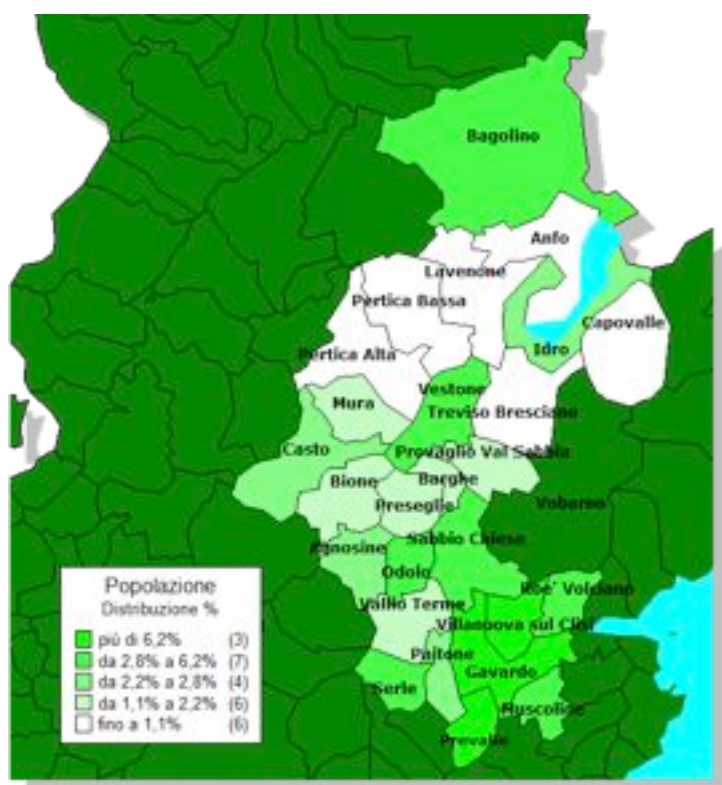 Bagolino
Anfo
Lavenone
Pertica Bassa
Capovalle
Idro
Pertica Alta
Vestone
Mura
Treviso Bresciano
Casto
Provaglio Val Sabbia
Bione
Barghe
Preseglie
Vobarno
Sabbio Chiese
Agnosine
Odolo
Roe' Volciano
Vallio Terme
Villanuova sul Clisi
Paitone
Gavardo
Serle
Muscoline
Prevalle
Popolazione
Distribuzione %
più di 6,2% (3)
da 2,8% a 6,2% (7)
da 2,2% a 2,8% (4)
da 1,1% a 2,2% (6)
fino a 1,1% (6)